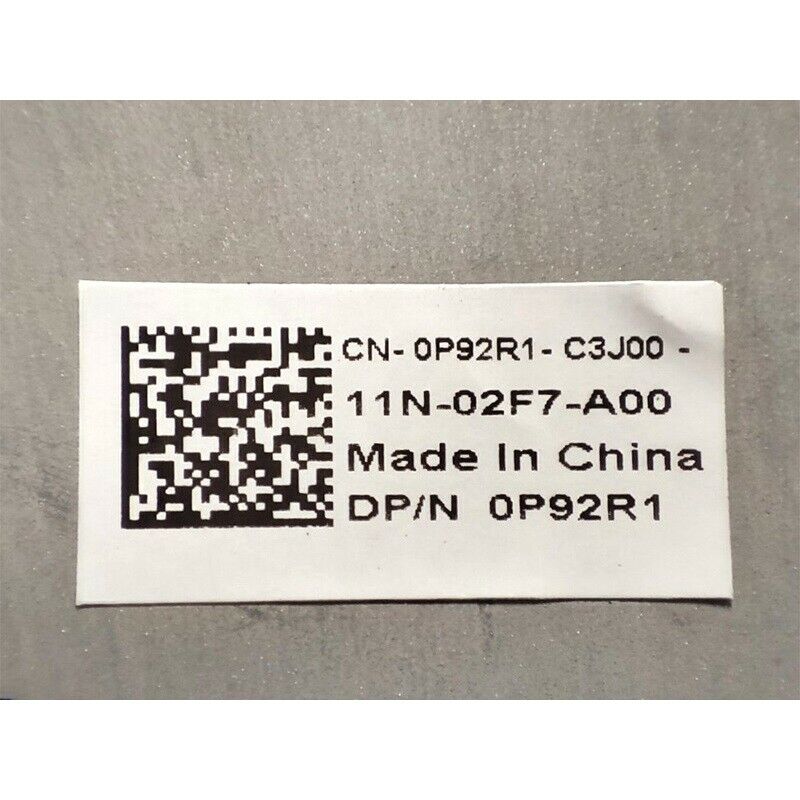 CN- 0P92R1- C3J00 -
11N-02F7-A00
Made In China
DP/N 0P92R1